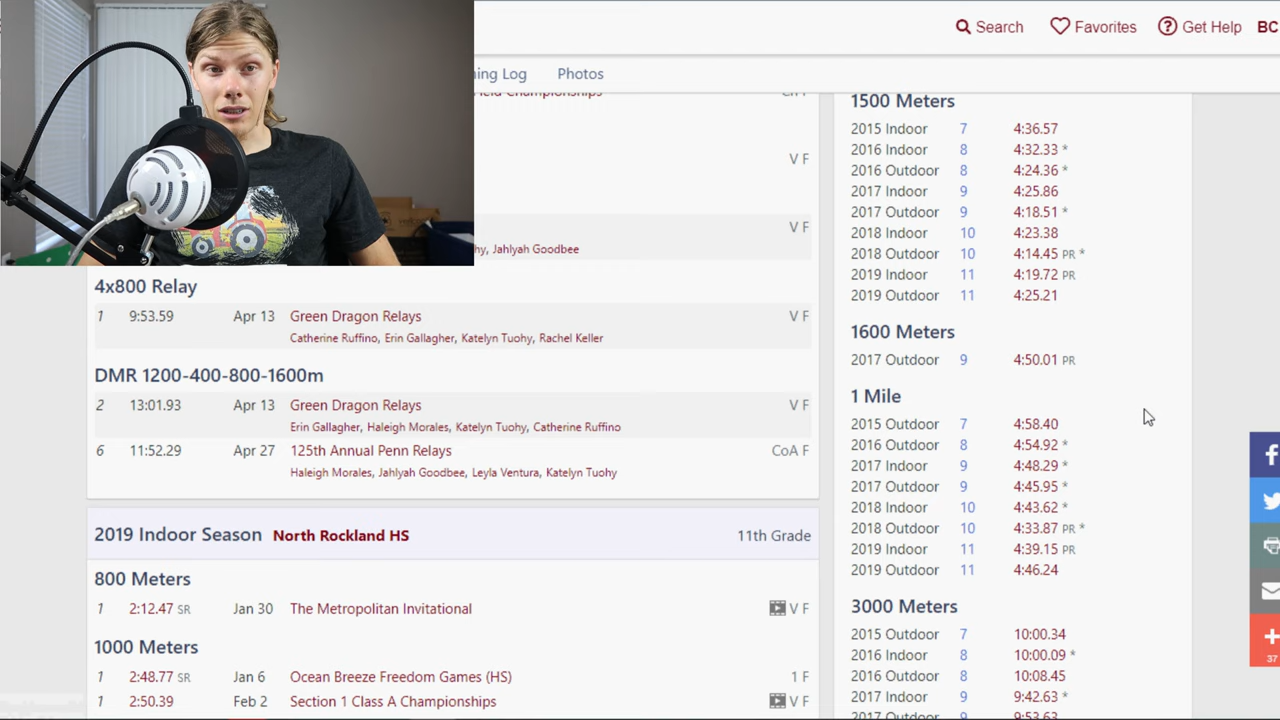 Search Favorites Get Help BC
ning Log Photos
Field Championships
V F
V F
hy, Jahlyah Goodbee
4x800 Relay
1 9:53.59 Apr 13 Green Dragon Relays V F
Catherine Ruffino, Erin Gallagher, Katelyn Tuohy, Rachel Keller
DMR 1200-400-800-1600m
2 13:01.93 Apr 13 Green Dragon Relays V F
Erin Gallagher, Haleigh Morales, Katelyn Tuohy, Catherine Ruffino
6 11:52.29 Apr 27 125th Annual Penn Relays CoA F
Haleigh Morales, Jahlyah Goodbee, Leyla Ventura, Katelyn Tuohy
2019 Indoor Season North Rockland HS 11th Grade
800 Meters
1 2:12.47 SR Jan 30 The Metropolitan Invitational V F
1000 Meters
1 2:48.77 SR Jan 6 Ocean Breeze Freedom Games (HS) 1 F
1 2:50.39 Feb 2 Section 1 Class A Championships V F
1500 Meters
2015 Indoor 7 4:36.57
2016 Indoor 8 4:32.33 *
2016 Outdoor 8 4:24.36 *
2017 Indoor 9 4:25.86
2017 Outdoor 9 4:18.51 *
2018 Indoor 10 4:23.38
2018 Outdoor 10 4:14.45 PR *
2019 Indoor 11 4:19.72 PR
2019 Outdoor 11 4:25.21
1600 Meters
2017 Outdoor 9 4:50.01 PR
1 Mile
2015 Outdoor 7 4:58.40
2016 Outdoor 8 4:54.92 *
2017 Indoor 9 4:48.29 *
2017 Outdoor 9 4:45.95 *
2018 Indoor 10 4:43.62 *
2018 Outdoor 10 4:33.87 PR *
2019 Indoor 11 4:39.15 PR
2019 Outdoor 11 4:46.24
3000 Meters
2015 Outdoor 7 10:00.34
2016 Indoor 8 10:00.09 *
2016 Outdoor 8 10:08.45
2017 Indoor 9 9:42.63 *
2017 Outdoor 9 9:53.63
37